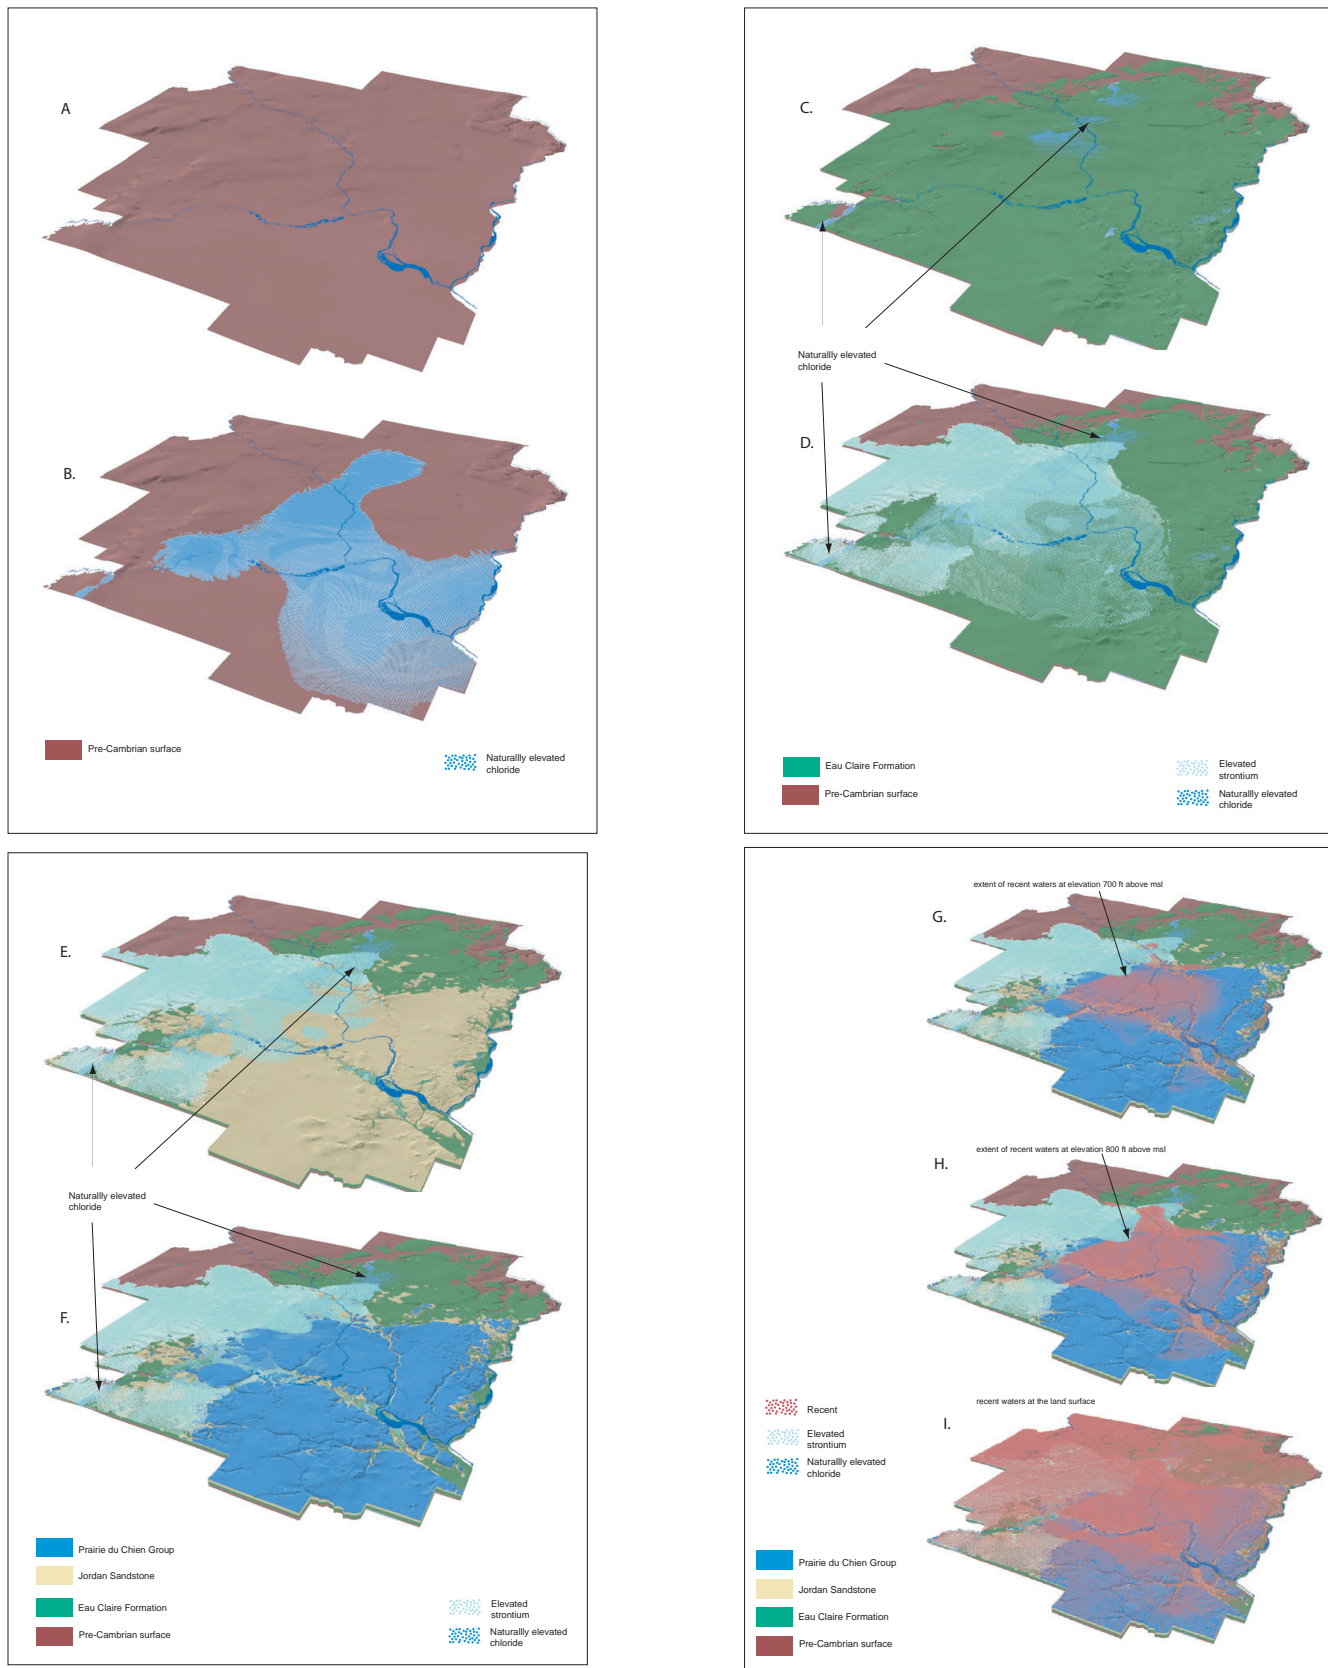 A
B.
Pre-Cambrian surface
Naturallly elevated
chloride
C.
Naturallly elevated
chloride
D.
Eau Claire Formation
Pre-Cambrian surface
Elevated
strontium
Naturallly elevated
chloride
E.
Naturallly elevated
chloride
F.
Prairie du Chien Group
Jordan Sandstone
Eau Claire Formation
Pre-Cambrian surface
Elevated
strontium
Naturallly elevated
chloride
extent of recent waters at elevation 700 ft above msl
G.
extent of recent waters at elevation 800 ft above msl
H.
recent waters at the land surface
I.
Recent
Elevated
strontium
Naturallly elevated
chloride
Prairie du Chien Group
Jordan Sandstone
Eau Claire Formation
Pre-Cambrian surface